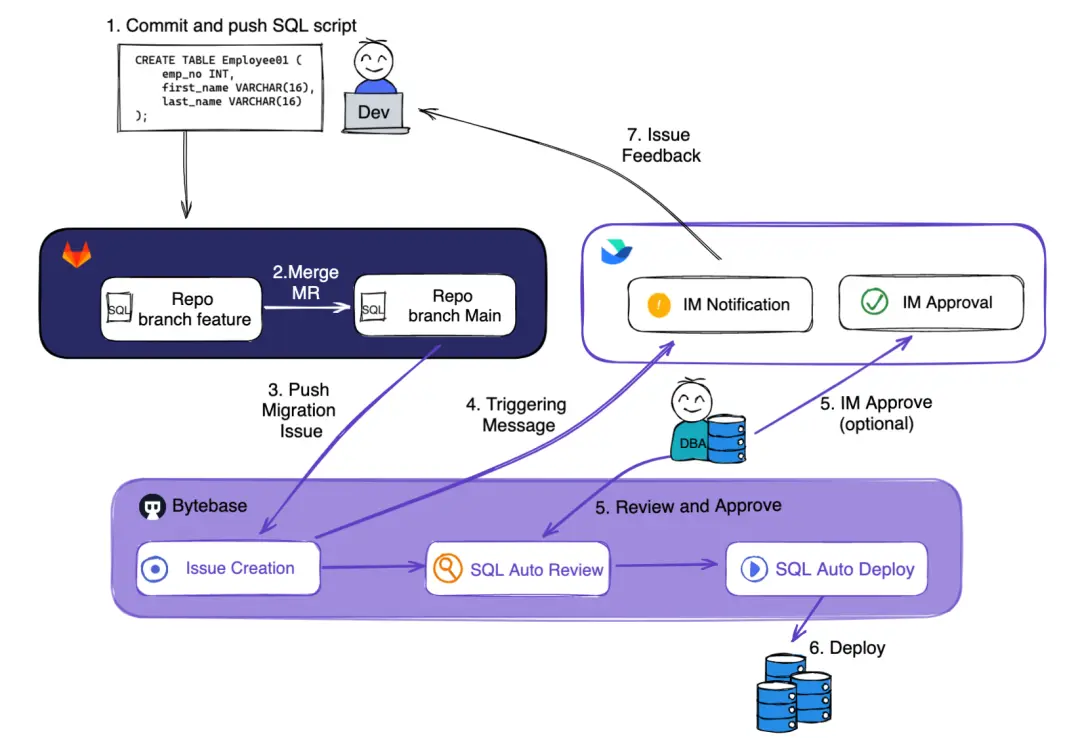 1. Commit and push SQL script
CREATE TABLE Employee01 (
emp_no INT,
first_name VARCHAR(16),
last_name VARCHAR(16)
);
Dev
7. Issue
Feedback
2.Merge
MR
SQL
Repo
branch feature
SQL
Repo
branch Main
! IM Notification
IM Approval
3. Push
Migration
Issue
4. Triggering
Message
DBA
5. IM Approve
(optional)
Bytebase
5. Review and Approve
Issue Creation
SQL Auto Review
SQL Auto Deploy
6. Deploy